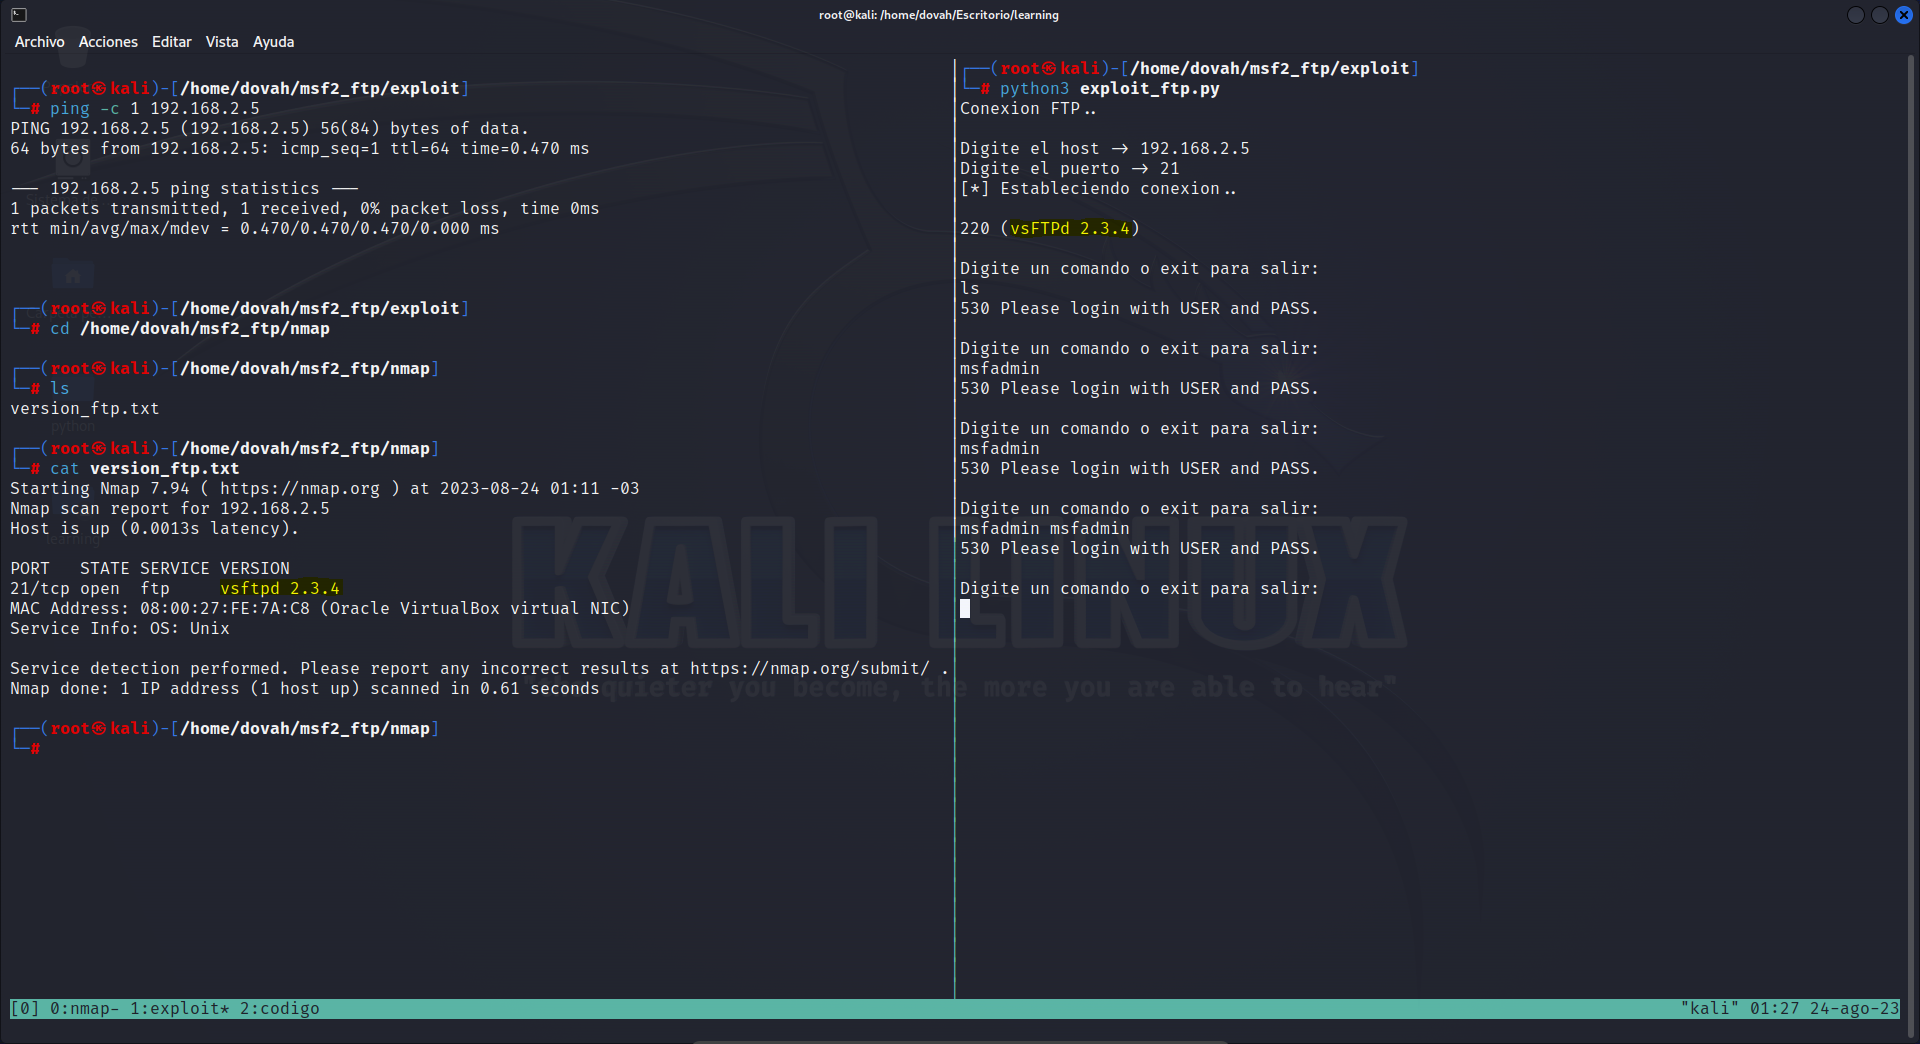 root@kali: /home/dovah/Escritorio/learning
Archivo Acciones Editar Vista Ayuda
┌──(root㉿kali)-[/home/dovah/msf2_ftp/exploit]
└─# ping -c 1 192.168.2.5
PING 192.168.2.5 (192.168.2.5) 56(84) bytes of data.
64 bytes from 192.168.2.5: icmp_seq=1 ttl=64 time=0.470 ms
--- 192.168.2.5 ping statistics ---
1 packets transmitted, 1 received, 0% packet loss, time 0ms
rtt min/avg/max/mdev = 0.470/0.470/0.470/0.000 ms
┌──(root㉿kali)-[/home/dovah/msf2_ftp/exploit]
└─# cd /home/dovah/msf2_ftp/nmap
┌──(root㉿kali)-[/home/dovah/msf2_ftp/nmap]
└─# ls
version_ftp.txt
┌──(root㉿kali)-[/home/dovah/msf2_ftp/nmap]
└─# cat version_ftp.txt
Starting Nmap 7.94 ( https://nmap.org ) at 2023-08-24 01:11 -03
Nmap scan report for 192.168.2.5
Host is up (0.0013s latency).
PORT   STATE SERVICE VERSION
21/tcp open  ftp     vsftpd 2.3.4
MAC Address: 08:00:27:FE:7A:C8 (Oracle VirtualBox virtual NIC)
Service Info: OS: Unix
Service detection performed. Please report any incorrect results at https://nmap.org/submit/ .
Nmap done: 1 IP address (1 host up) scanned in 0.61 seconds
┌──(root㉿kali)-[/home/dovah/msf2_ftp/nmap]
└─#
┌──(root㉿kali)-[/home/dovah/msf2_ftp/exploit]
└─# python3 exploit_ftp.py
Conexion FTP..
Digite el host -> 192.168.2.5
Digite el puerto -> 21
[*] Estableciendo conexion..
220 (vsFTPd 2.3.4)
Digite un comando o exit para salir:
ls
530 Please login with USER and PASS.
Digite un comando o exit para salir:
msfadmin
530 Please login with USER and PASS.
Digite un comando o exit para salir:
msfadmin
530 Please login with USER and PASS.
Digite un comando o exit para salir:
msfadmin msfadmin
530 Please login with USER and PASS.
Digite un comando o exit para salir:
KALI LINUX
quieter you become, the more you are able to hear"
python
learning
[0] 0:nmap- 1:exploit* 2:codigo
"kali" 01:27 24-ago-23